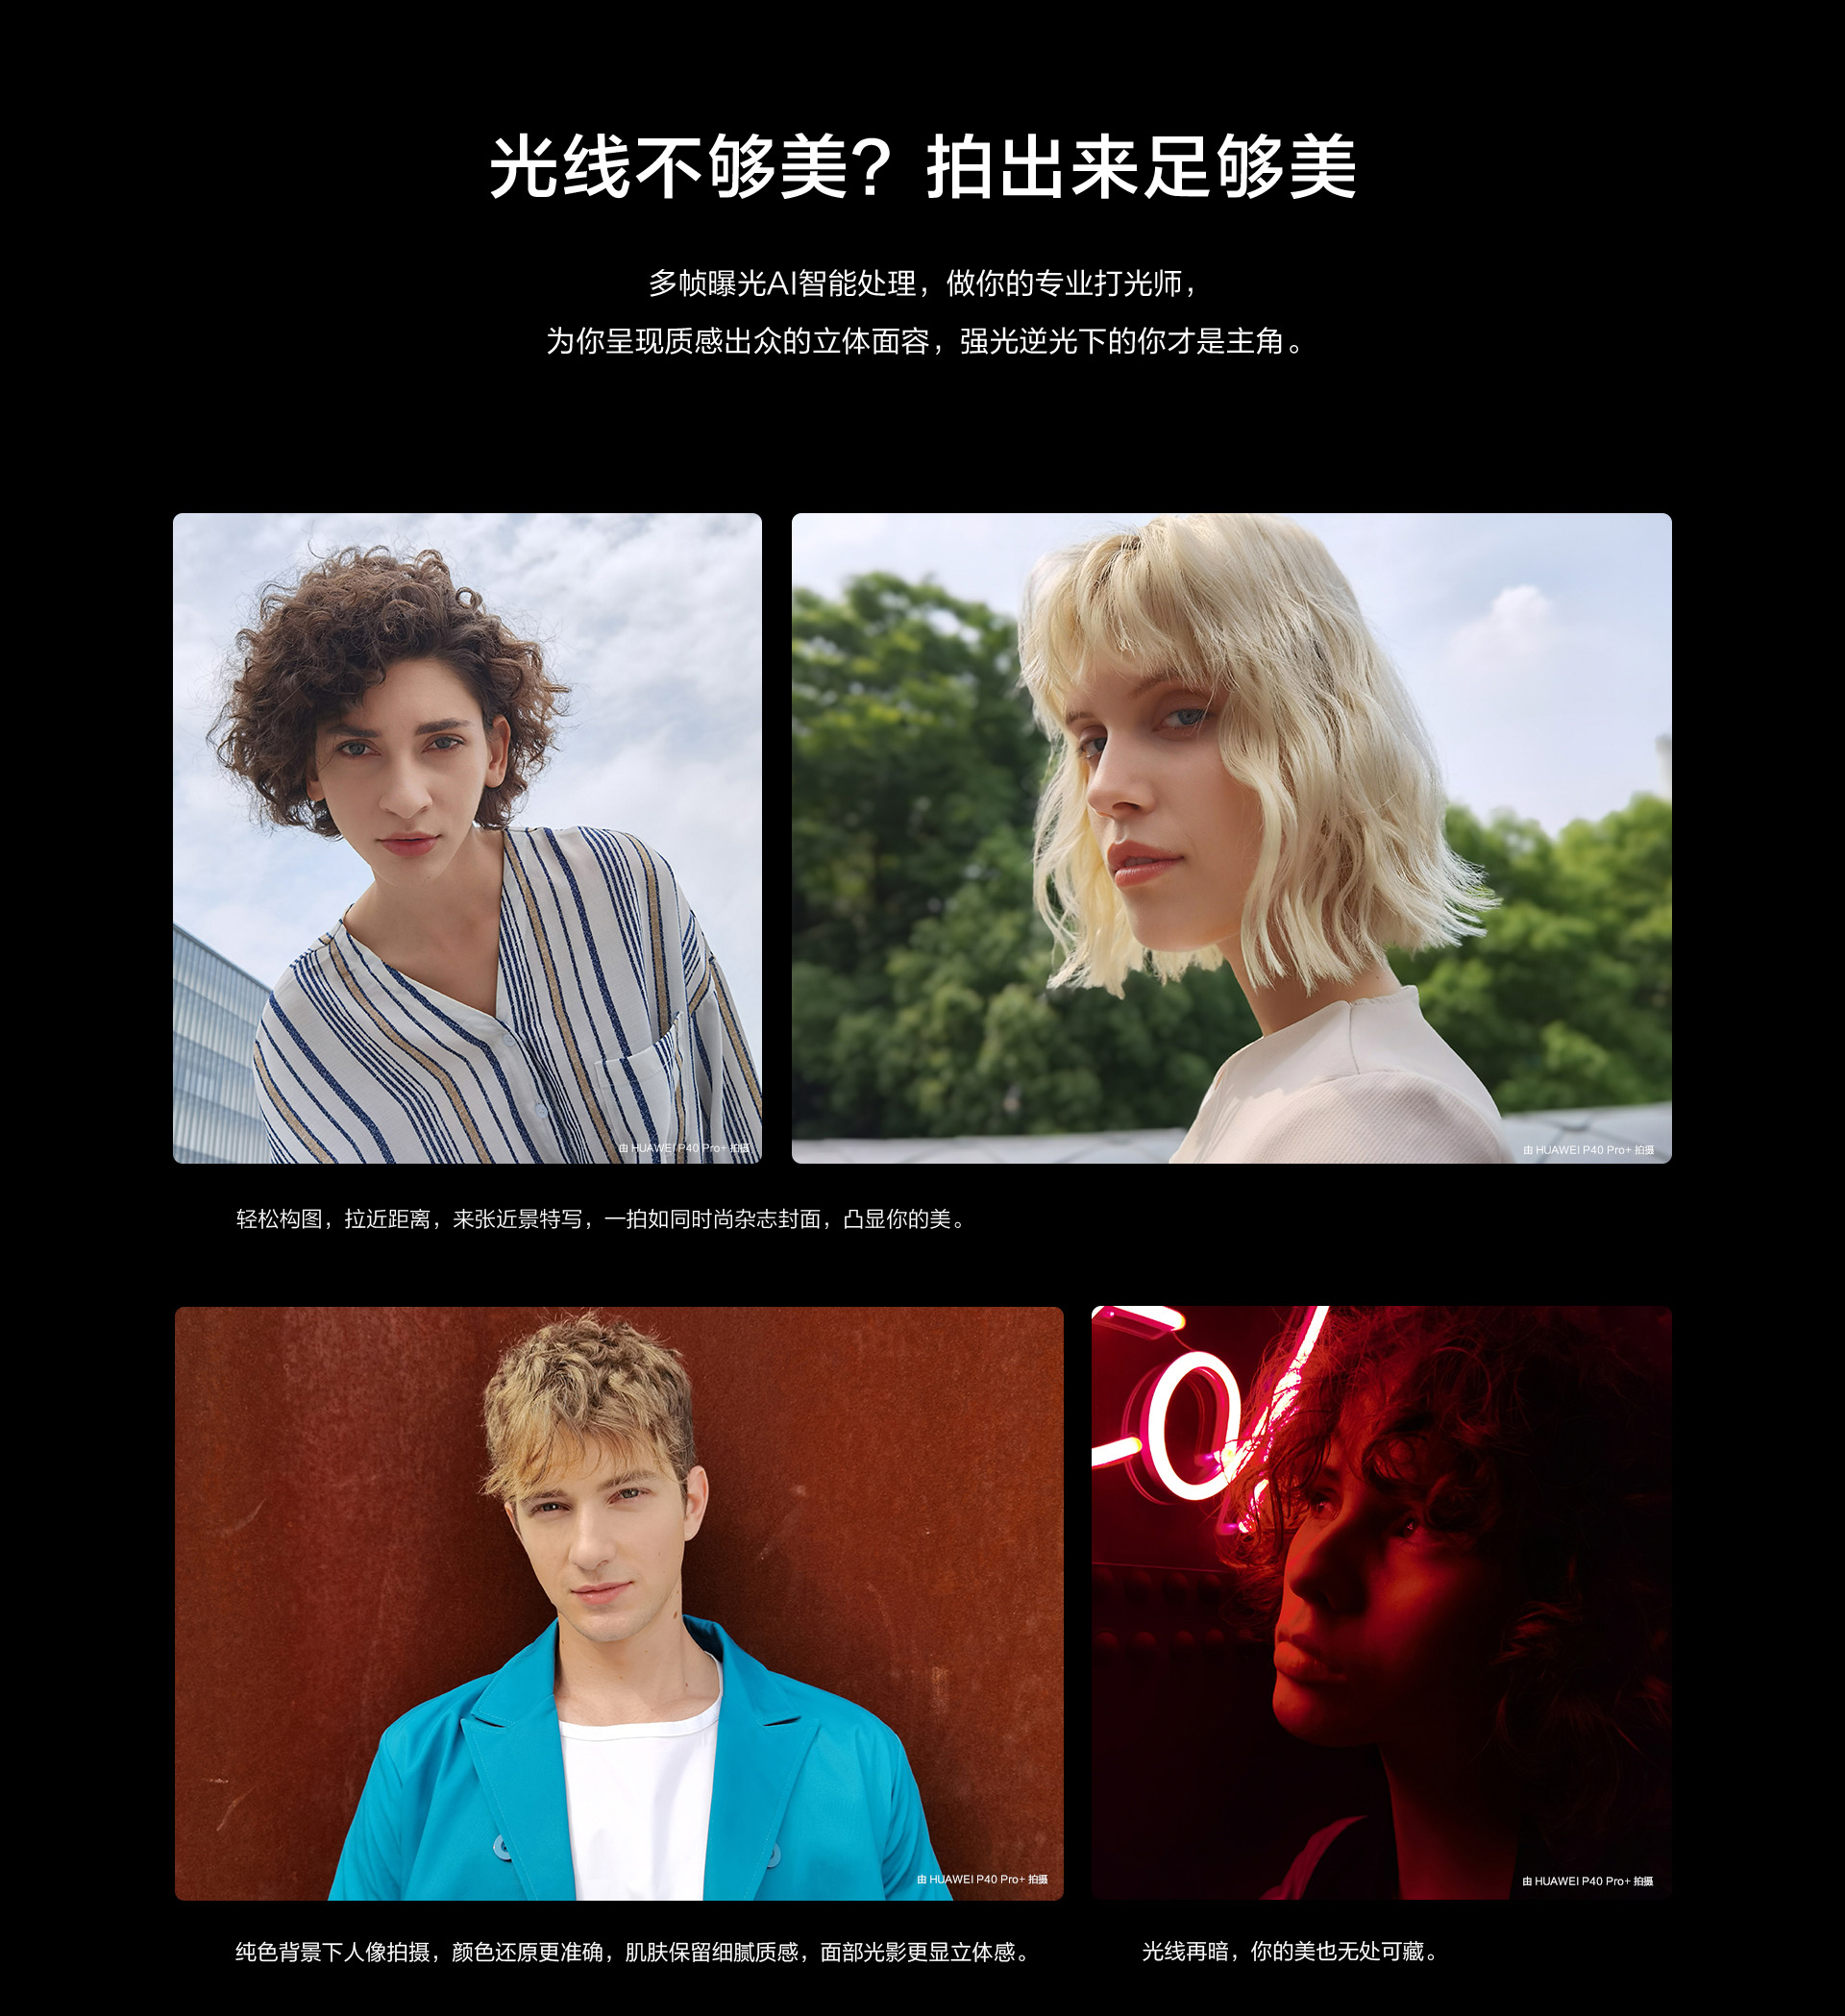 光线不够美？拍出来足够美
多帧曝光AI智能处理，做你的专业打光师，
为你呈现质感出众的立体面容，强光逆光下的你才是主角。
由 HUAWEI P40 Pro+ 拍摄
由 HUAWEI P40 Pro+ 拍摄
轻松构图，拉近距离，来张近景特写，一拍如同时尚杂志封面，凸显你的美。
由 HUAWEI P40 Pro+ 拍摄
由 HUAWEI P40 Pro+ 拍摄
纯色背景下人像拍摄，颜色还原更准确，肌肤保留细腻质感，面部光影更显立体感。
光线再暗，你的美也无处可藏。